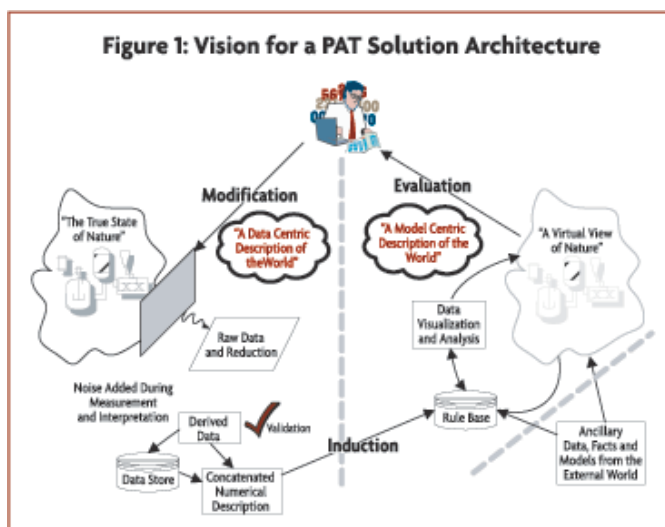 Figure 1: Vision for a PAT Solution Architecture
Modification
Evaluation
"The True State
of Nature"
"A Data Centric
Description of
theWorld"
"A Model Centric
Description of the
World"
"A Virtual View
of Nature"
Raw Data
and Reduction
Data
Visualization
and Analysis
Noise Added During
Measurement
and Interpretation
Derived
Data
Validation
Data Store
Concatenated
Numerical
Description
Induction
Rule Base
Ancillary
Data, Facts and
Models from the
External World